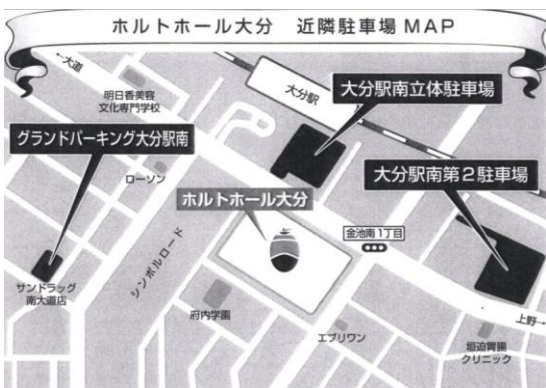 ホルトホール大分 近隣駐車場 MAP
←大道
明日香美容
文化専門学校
大分駅
大分駅南立体駐車場
グランドパーキング大分駅南
ローソン
大分駅南第2駐車場
ホルトホール大分
金池南1丁目
シンボルロード
サンドラッグ
南大道店
府内学園
エブリワン
上野→
垣迫胃腸
クリニック